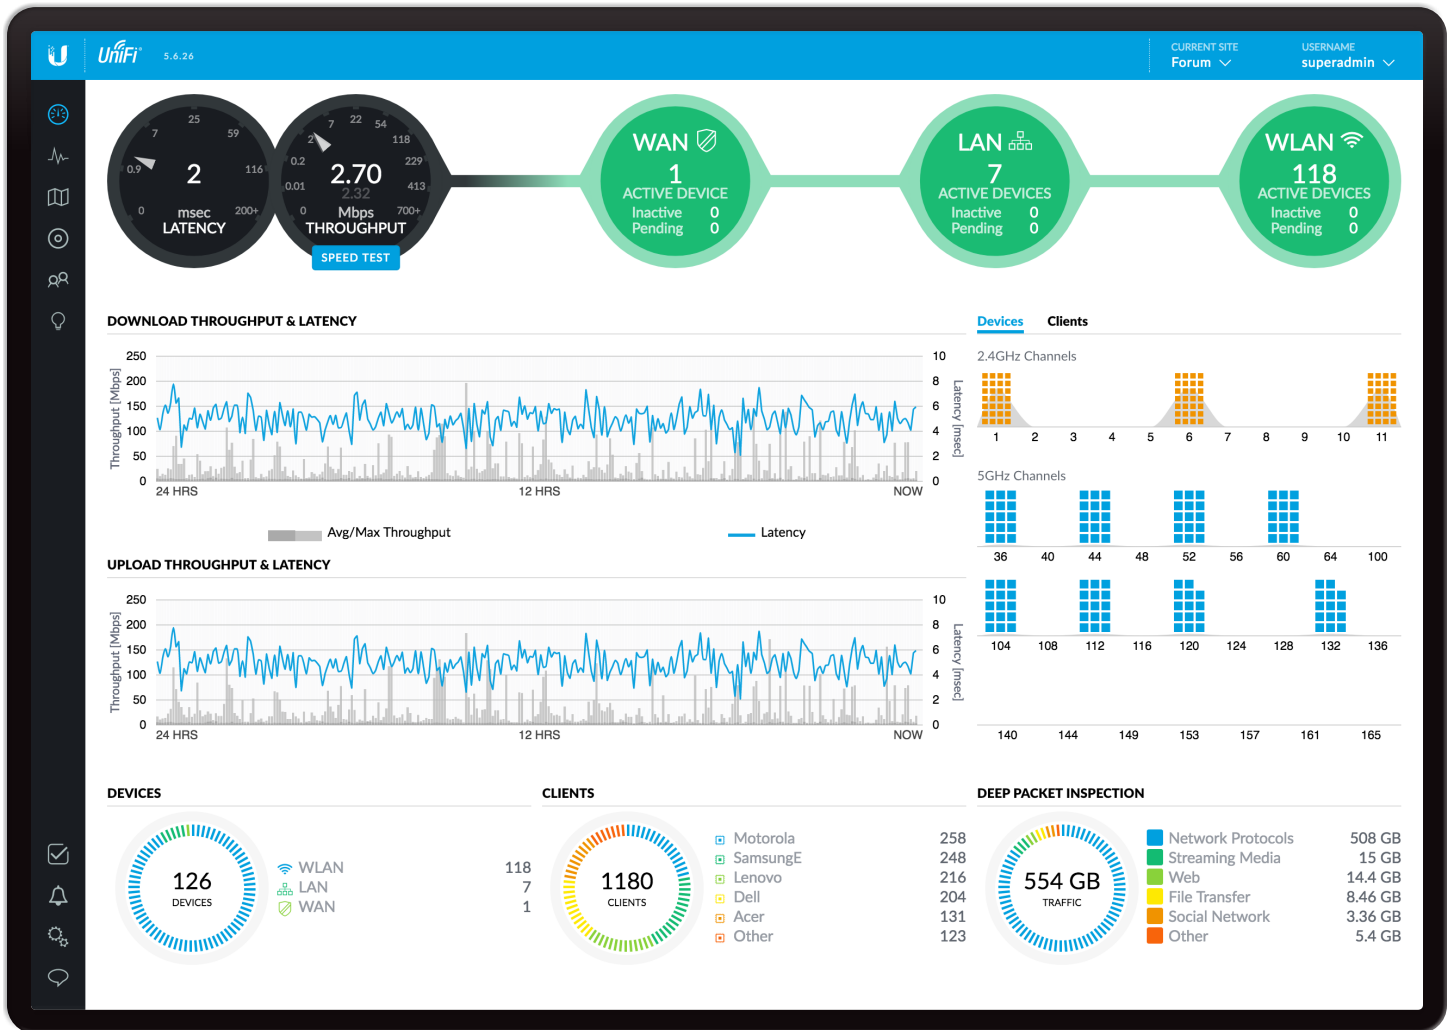 UniFi 5.6.26
CURRENT SITE
Forum
USERNAME
superadmin
0 0.9 7 25 59 116 200+
2
msec
LATENCY
0 0.01 0.2 2 7 22 54 118 229 413 700+
2.70
2.32
Mbps
THROUGHPUT
SPEED TEST
WAN
1
ACTIVE DEVICE
Inactive 0
Pending 0
LAN
7
ACTIVE DEVICES
Inactive 0
Pending 0
WLAN
118
ACTIVE DEVICES
Inactive 0
Pending 0
DOWNLOAD THROUGHPUT & LATENCY
Throughput [Mbps]
250
200
150
100
50
0
10
8
6
4
2
0
Latency [msec]
24 HRS 12 HRS NOW
Avg/Max Throughput Latency
UPLOAD THROUGHPUT & LATENCY
Throughput [Mbps]
250
200
150
100
50
0
10
8
6
4
2
0
Latency [msec]
24 HRS 12 HRS NOW
Devices Clients
2.4GHz Channels
1 2 3 4 5 6 7 8 9 10 11
5GHz Channels
36 40 44 48 52 56 60 64 100
104 108 112 116 120 124 128 132 136
140 144 149 153 157 161 165
DEVICES
126
DEVICES
WLAN 118
LAN 7
WAN 1
CLIENTS
1180
CLIENTS
Motorola 258
SamsungE 248
Lenovo 216
Dell 204
Acer 131
Other 123
DEEP PACKET INSPECTION
554 GB
TRAFFIC
Network Protocols 508 GB
Streaming Media 15 GB
Web 14.4 GB
File Transfer 8.46 GB
Social Network 3.36 GB
Other 5.4 GB